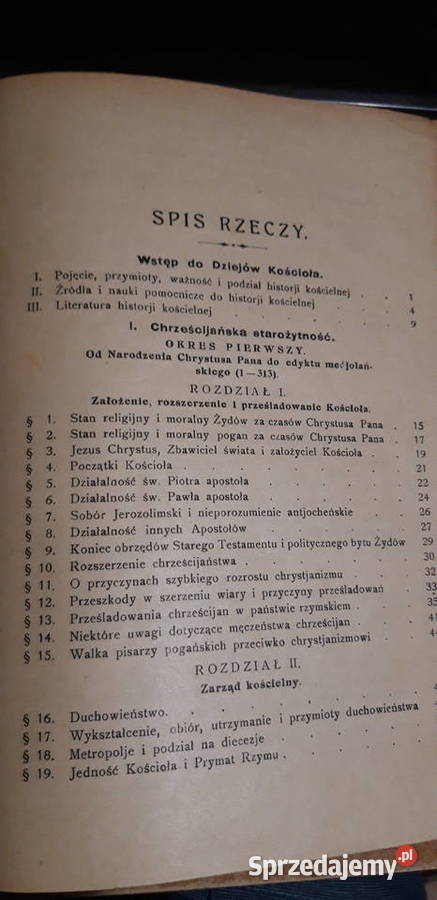 SPIS RZECZY.
Wstęp do Dziejów Kościoła.
I. Pojęcie, przymioty, ważność i podział historji kościelnej . . 1
II. Źródła i nauki pomocnicze do historji kościelnej . . 4
III. Literatura historji kościelnej . . . . 9
I. Chrześcijańska starożytność.
OKRES PIERWSZY.
Od Narodzenia Chrystusa Pana do edyktu medjolań-
skiego (1—313).
ROZDZIAŁ I.
Założenie, rozszerzenie i prześladowanie Kościoła.
§ 1. Stan religijny i moralny Żydów za czasów Chrystusa Pana . 15
§ 2. Stan religijny i moralny pogan za czasów Chrystusa Pana . 17
§ 3. Jezus Chrystus, Zbawiciel świata i założyciel Kościoła . . 19
§ 4. Początki Kościoła . . . . 21
§ 5. Działalność św. Piotra apostoła . . . 22
§ 6. Działalność św. Pawła apostoła . . . 24
§ 7. Sobór Jerozolimski i nieporozumienie antjocheńskie . . 26
§ 8. Działalność innych Apostołów . . . 27
§ 9. Koniec obrzędów Starego Testamentu i politycznego bytu Żydów 29
§ 10. Rozszerzenie chrześcijaństwa . . . . 30
§ 11. O przyczynach szybkiego rozrostu chrystjanizmu . . 32
§ 12. Przeszkody w szerzeniu wiary i przyczyny prześladowań . 33
§ 13. Prześladowania chrześcijan w państwie rzymskiem . . 35
§ 14. Niektóre uwagi dotyczące męczeństwa chrześcijan . . 41
§ 15. Walka pisarzy pogańskich przeciwko chrystjanizmowi . 4
ROZDZIAŁ II.
Zarząd kościelny.
§ 16. Duchowieństwo. . . . . . 4
§ 17. Wykształcenie, obiór, utrzymanie i przymioty duchowieństwa
§ 18. Metropolje i podział na diecezje . . . .
§ 19. Jedność Kościoła i Prymat Rzymu . . . .
Sprzedajemy.pl